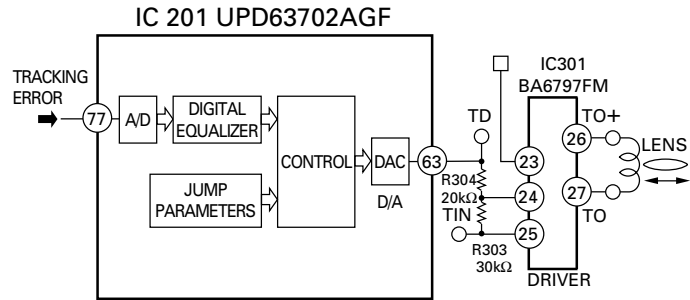 IC 201 UPD63702AGF
TRACKING
ERROR
77
A/D
DIGITAL
EQUALIZER
JUMP
PARAMETERS
CONTROL
DAC
D/A
63
TD
R304
20kΩ
TIN
R303
30kΩ
IC301
BA6797FM
23
24
25
26
27
TO+
TO
LENS
DRIVER